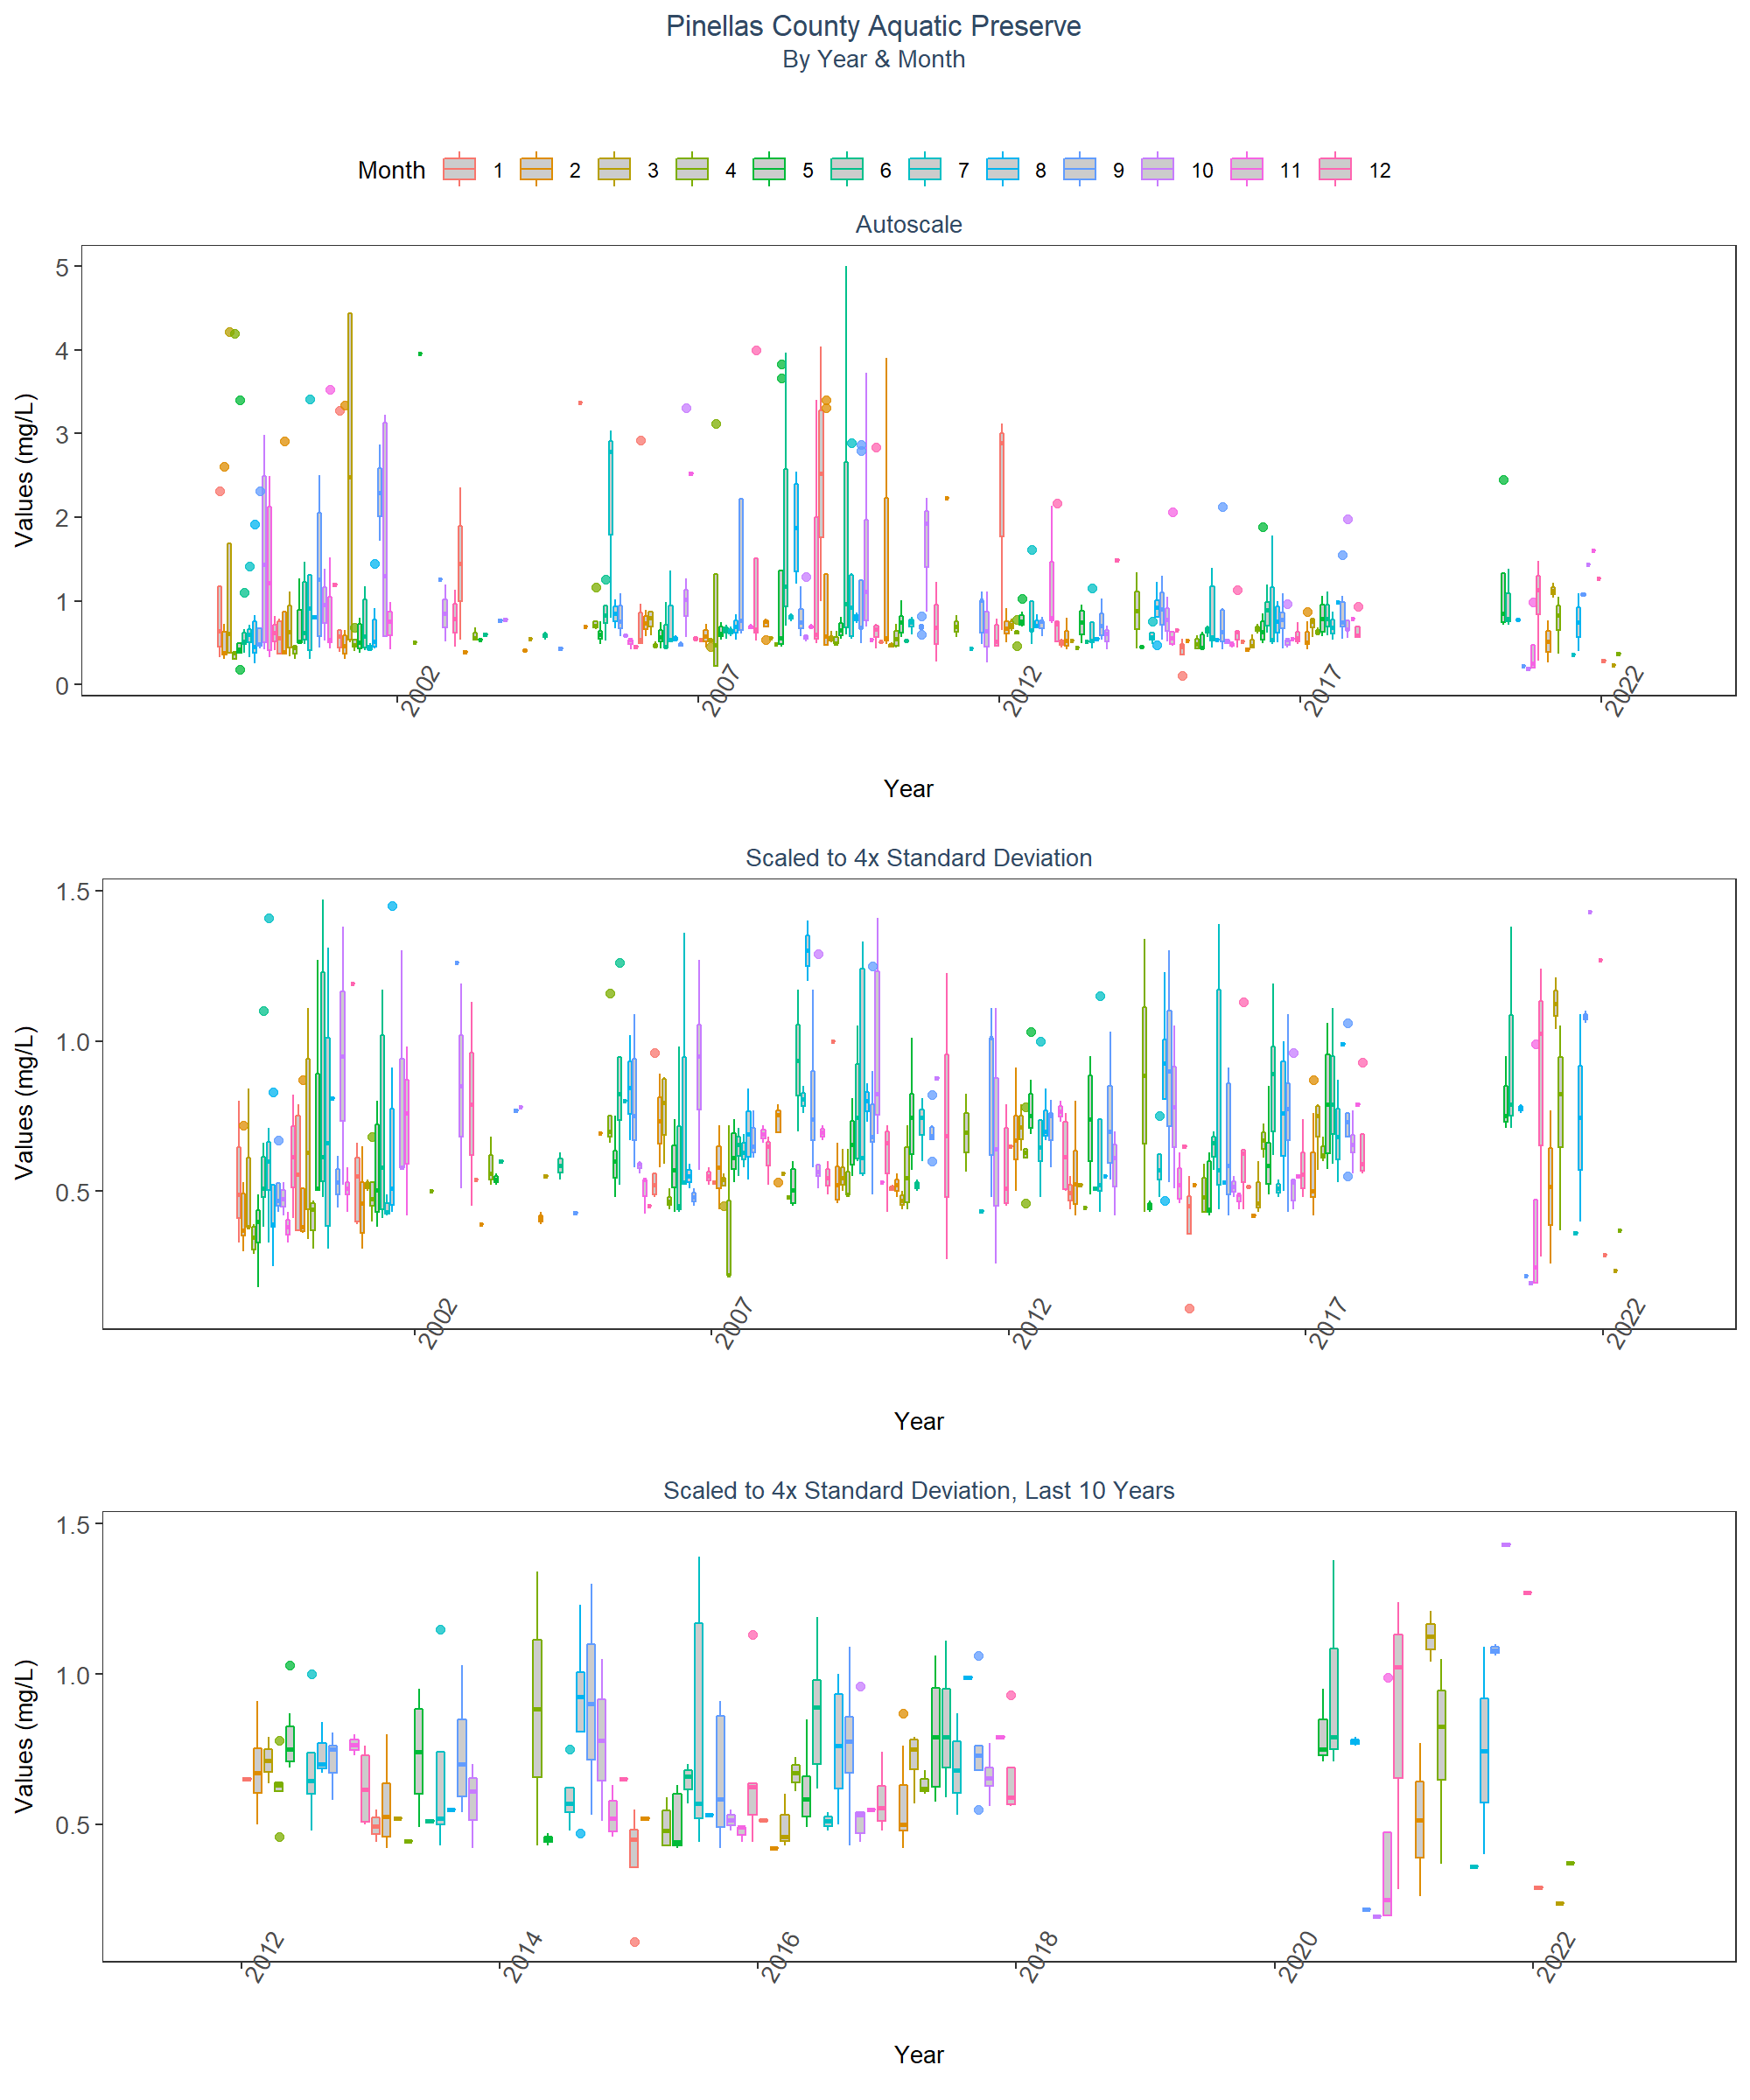 Pinellas County Aquatic Preserve
By Year & Month
Month 1 2 3 4 5 6 7 8 9 10 11 12
Autoscale
5
4
3
2
1
0
Values (mg/L)
2002 2007 2012 2017 2022
Year
Scaled to 4x Standard Deviation
1.5
1.0
0.5
Values (mg/L)
2002 2007 2012 2017 2022
Year
Scaled to 4x Standard Deviation, Last 10 Years
1.5
1.0
0.5
Values (mg/L)
2012 2014 2016 2018 2020 2022
Year